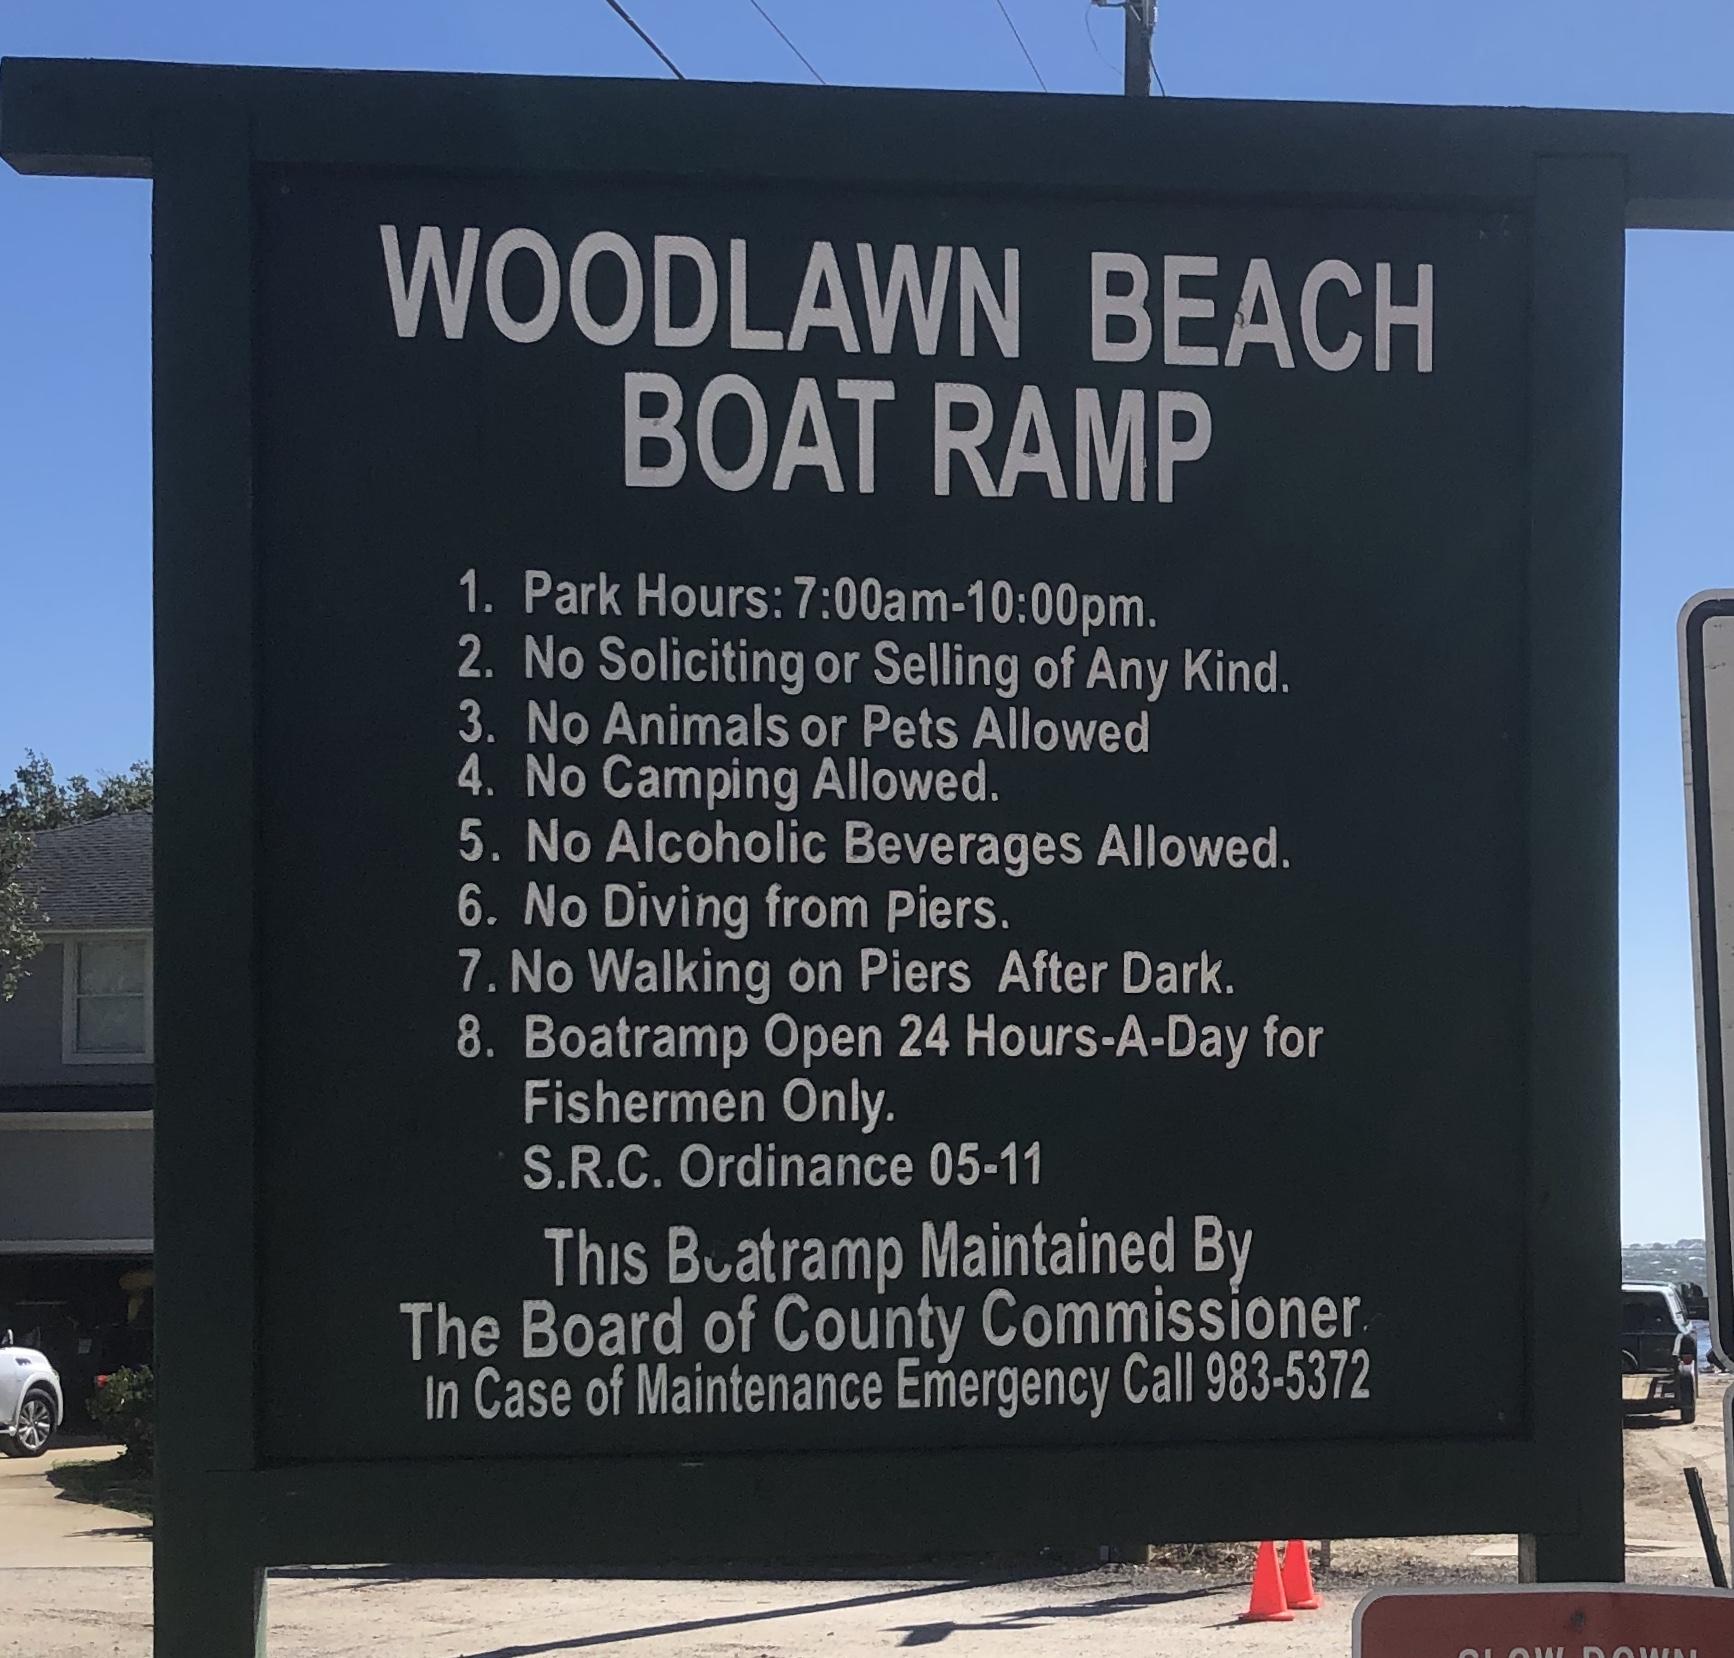 WOODLAWN BEACH
BOAT RAMP
1. Park Hours: 7:00am-10:00pm.
2. No Soliciting or Selling of Any Kind.
3. No Animals or Pets Allowed
4. No Camping Allowed.
5. No Alcoholic Beverages Allowed.
6. No Diving from Piers.
7. No Walking on Piers After Dark.
8. Boatramp Open 24 Hours-A-Day for
Fishermen Only.
S.R.C. Ordinance 05-11
This Boatramp Maintained By
The Board of County Commissioner.
In Case of Maintenance Emergency Call 983-5372
SLOW DOWN